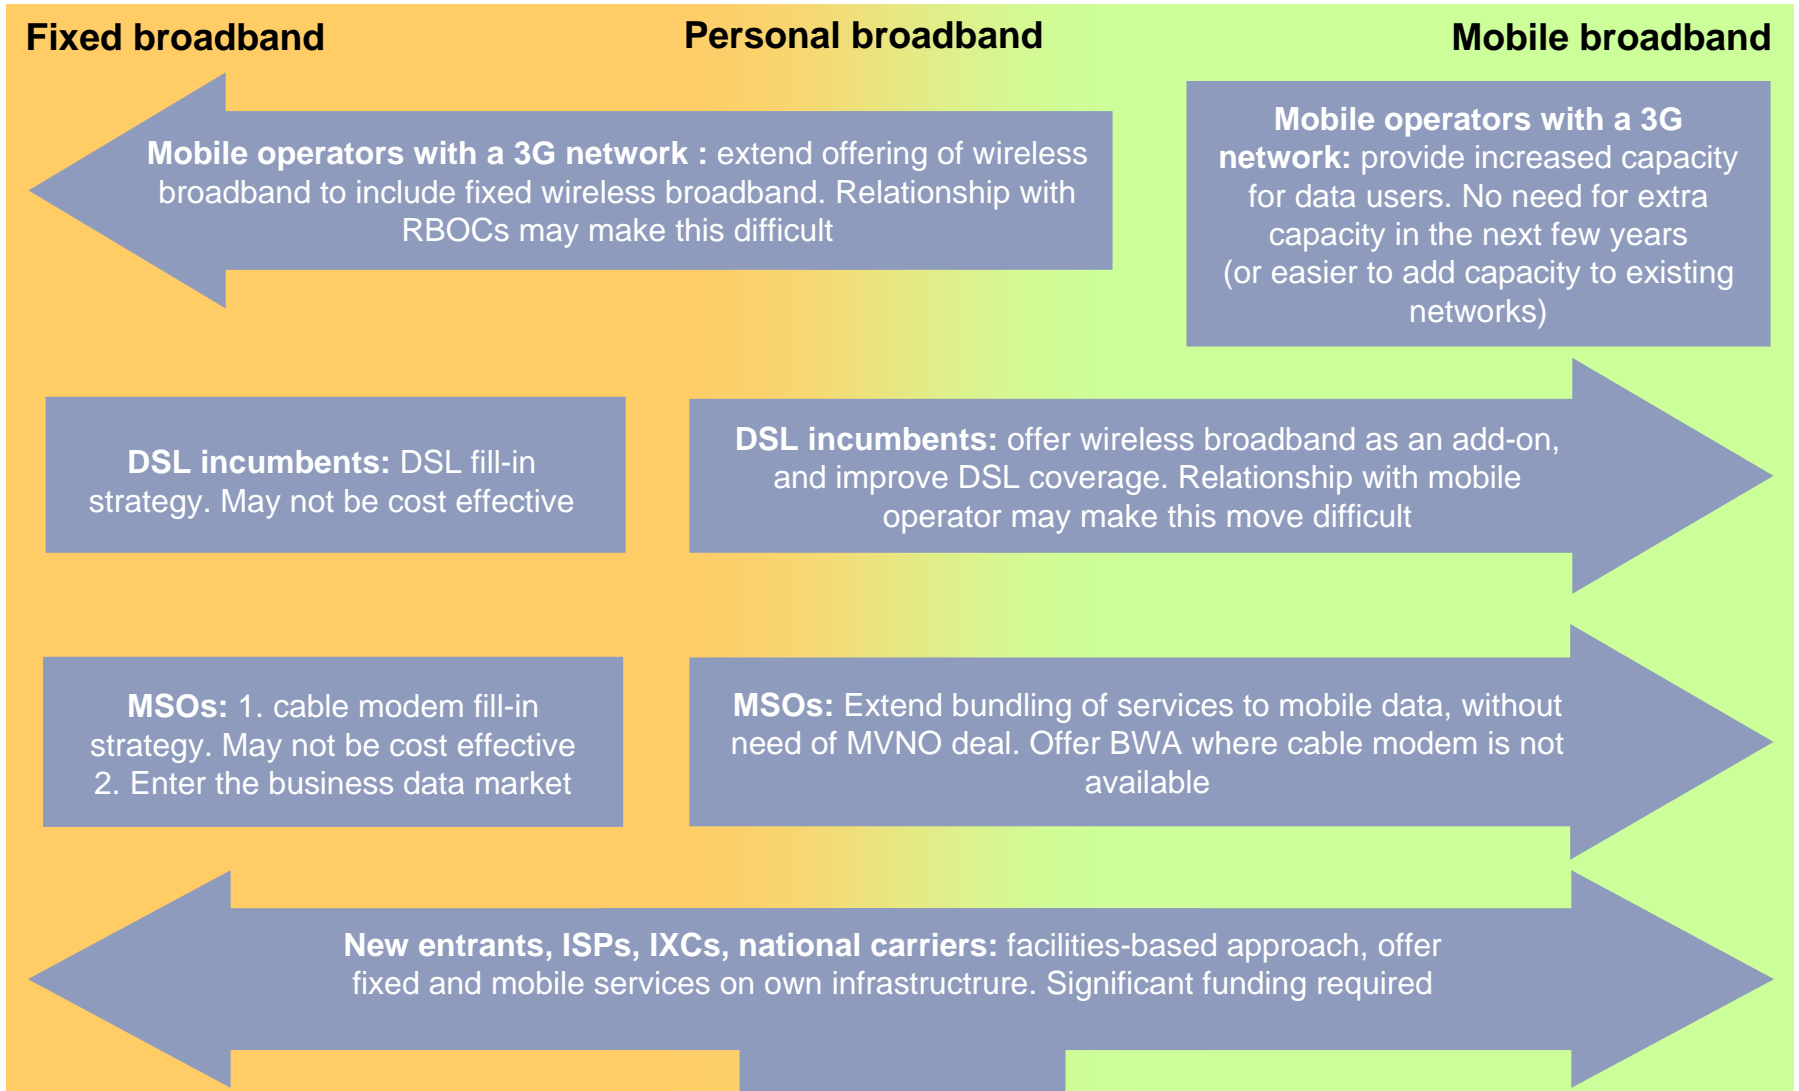 Fixed broadband
Personal broadband
Mobile broadband
Mobile operators with a 3G network : extend offering of wireless
broadband to include fixed wireless broadband. Relationship with
RBOCs may make this difficult
Mobile operators with a 3G
network: provide increased capacity
for data users. No need for extra
capacity in the next few years
(or easier to add capacity to existing
networks)
DSL incumbents: DSL fill-in
strategy. May not be cost effective
DSL incumbents: offer wireless broadband as an add-on,
and improve DSL coverage. Relationship with mobile
operator may make this move difficult
MSOs: 1. cable modem fill-in
strategy. May not be cost effective
2. Enter the business data market
MSOs: Extend bundling of services to mobile data, without
need of MVNO deal. Offer BWA where cable modem is not
available
New entrants, ISPs, IXCs, national carriers: facilities-based approach, offer
fixed and mobile services on own infrastructrure. Significant funding required